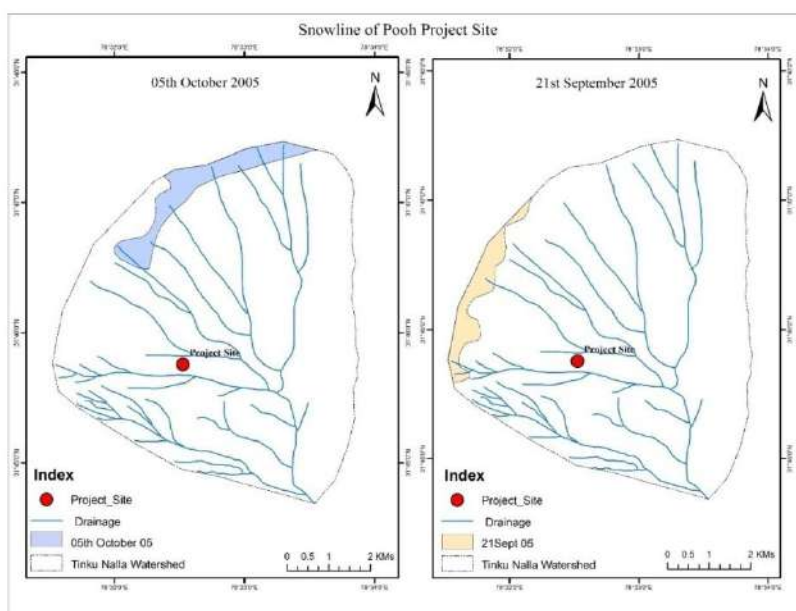 Snowline of Pooh Project Site
05th October 2005
N
Project Site
Index
Project_Site
Drainage
05th October 05
Tinku Nalla Watershed
0 0.5 1 2 KMs
21st September 2005
N
Project Site
Index
Project_Site
Drainage
21Sept 05
Tinku Nalla Watershed
0 0.5 1 2 KMs